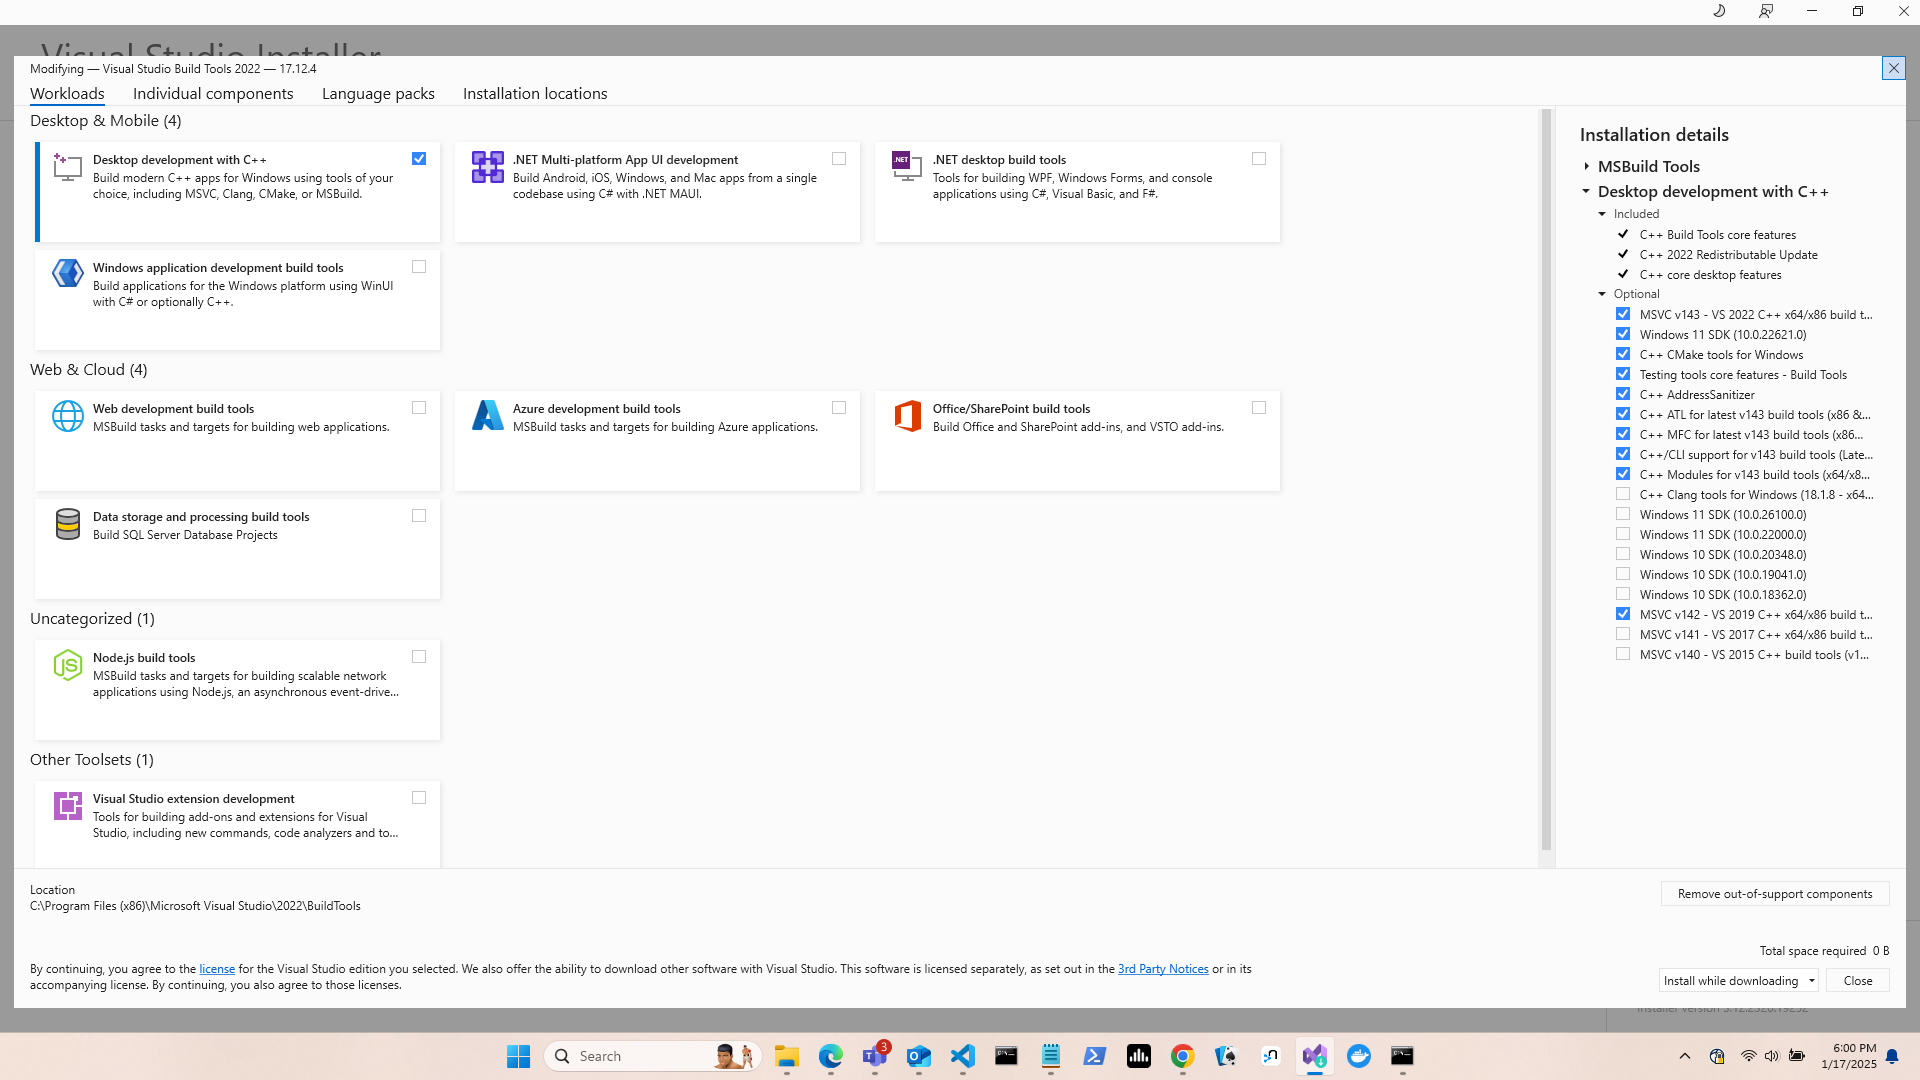 Visual Studio Installer
Modifying — Visual Studio Build Tools 2022 — 17.12.4
Workloads
Individual components
Language packs
Installation locations
Desktop & Mobile (4)
Desktop development with C++
Build modern C++ apps for Windows using tools of your
choice, including MSVC, Clang, CMake, or MSBuild.
.NET Multi-platform App UI development
Build Android, iOS, Windows, and Mac apps from a single
codebase using C# with .NET MAUI.
.NET
.NET desktop build tools
Tools for building WPF, Windows Forms, and console
applications using C#, Visual Basic, and F#.
Windows application development build tools
Build applications for the Windows platform using WinUI
with C# or optionally C++.
Web & Cloud (4)
Web development build tools
MSBuild tasks and targets for building web applications.
Azure development build tools
MSBuild tasks and targets for building Azure applications.
Office/SharePoint build tools
Build Office and SharePoint add-ins, and VSTO add-ins.
Data storage and processing build tools
Build SQL Server Database Projects
Uncategorized (1)
JS
Node.js build tools
MSBuild tasks and targets for building scalable network
applications using Node.js, an asynchronous event-drive...
Other Toolsets (1)
Visual Studio extension development
Tools for building add-ons and extensions for Visual
Studio, including new commands, code analyzers and to...
Installation details
MSBuild Tools
Desktop development with C++
Included
C++ Build Tools core features
C++ 2022 Redistributable Update
C++ core desktop features
Optional
MSVC v143 - VS 2022 C++ x64/x86 build t...
Windows 11 SDK (10.0.22621.0)
C++ CMake tools for Windows
Testing tools core features - Build Tools
C++ AddressSanitizer
C++ ATL for latest v143 build tools (x86 &...
C++ MFC for latest v143 build tools (x86...
C++/CLI support for v143 build tools (Late...
C++ Modules for v143 build tools (x64/x8...
C++ Clang tools for Windows (18.1.8 - x64...
Windows 11 SDK (10.0.26100.0)
Windows 11 SDK (10.0.22000.0)
Windows 10 SDK (10.0.20348.0)
Windows 10 SDK (10.0.19041.0)
Windows 10 SDK (10.0.18362.0)
MSVC v142 - VS 2019 C++ x64/x86 build t...
MSVC v141 - VS 2017 C++ x64/x86 build t...
MSVC v140 - VS 2015 C++ build tools (v1...
Location
C:\Program Files (x86)\Microsoft Visual Studio\2022\BuildTools
Remove out-of-support components
Total space required 0 B
By continuing, you agree to the license for the Visual Studio edition you selected. We also offer the ability to download other software with Visual Studio. This software is licensed separately, as set out in the 3rd Party Notices or in its
accompanying license. By continuing, you also agree to those licenses.
Install while downloading
Close
Search
3
6:00 PM
1/17/2025